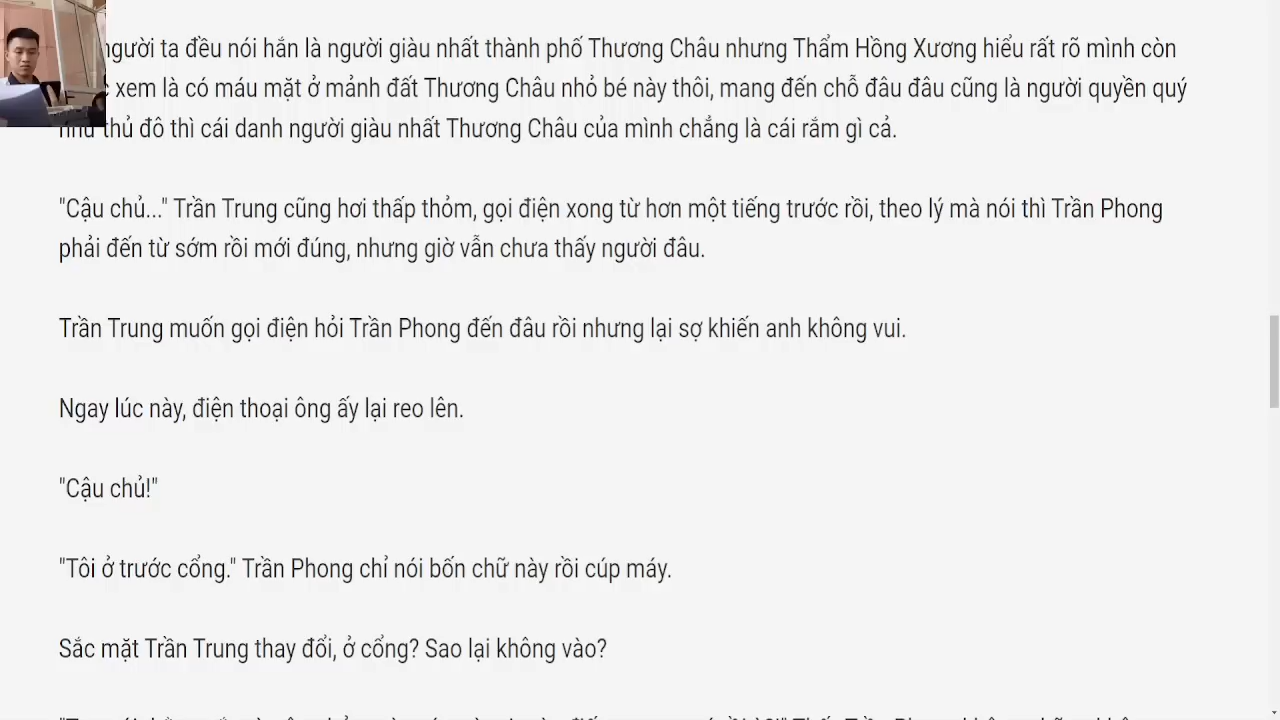 người ta đều nói hắn là người giàu nhất thành phố Thương Châu nhưng Thẩm Hồng Xương hiểu rất rõ mình còn
xem là có máu mặt ở mảnh đất Thương Châu nhỏ bé này thôi, mang đến chỗ đâu đâu cũng là người quyền quý
như thủ đô thì cái danh người giàu nhất Thương Châu của mình chẳng là cái rắm gì cả.
"Cậu chủ..." Trần Trung cũng hơi thấp thỏm, gọi điện xong từ hơn một tiếng trước rồi, theo lý mà nói thì Trần Phong
phải đến từ sớm rồi mới đúng, nhưng giờ vẫn chưa thấy người đâu.
Trần Trung muốn gọi điện hỏi Trần Phong đến đâu rồi nhưng lại sợ khiến anh không vui.
Ngay lúc này, điện thoại ông ấy lại reo lên.
"Cậu chủ!"
"Tôi ở trước cổng." Trần Phong chỉ nói bốn chữ này rồi cúp máy.
Sắc mặt Trần Trung thay đổi, ở cổng? Sao lại không vào?